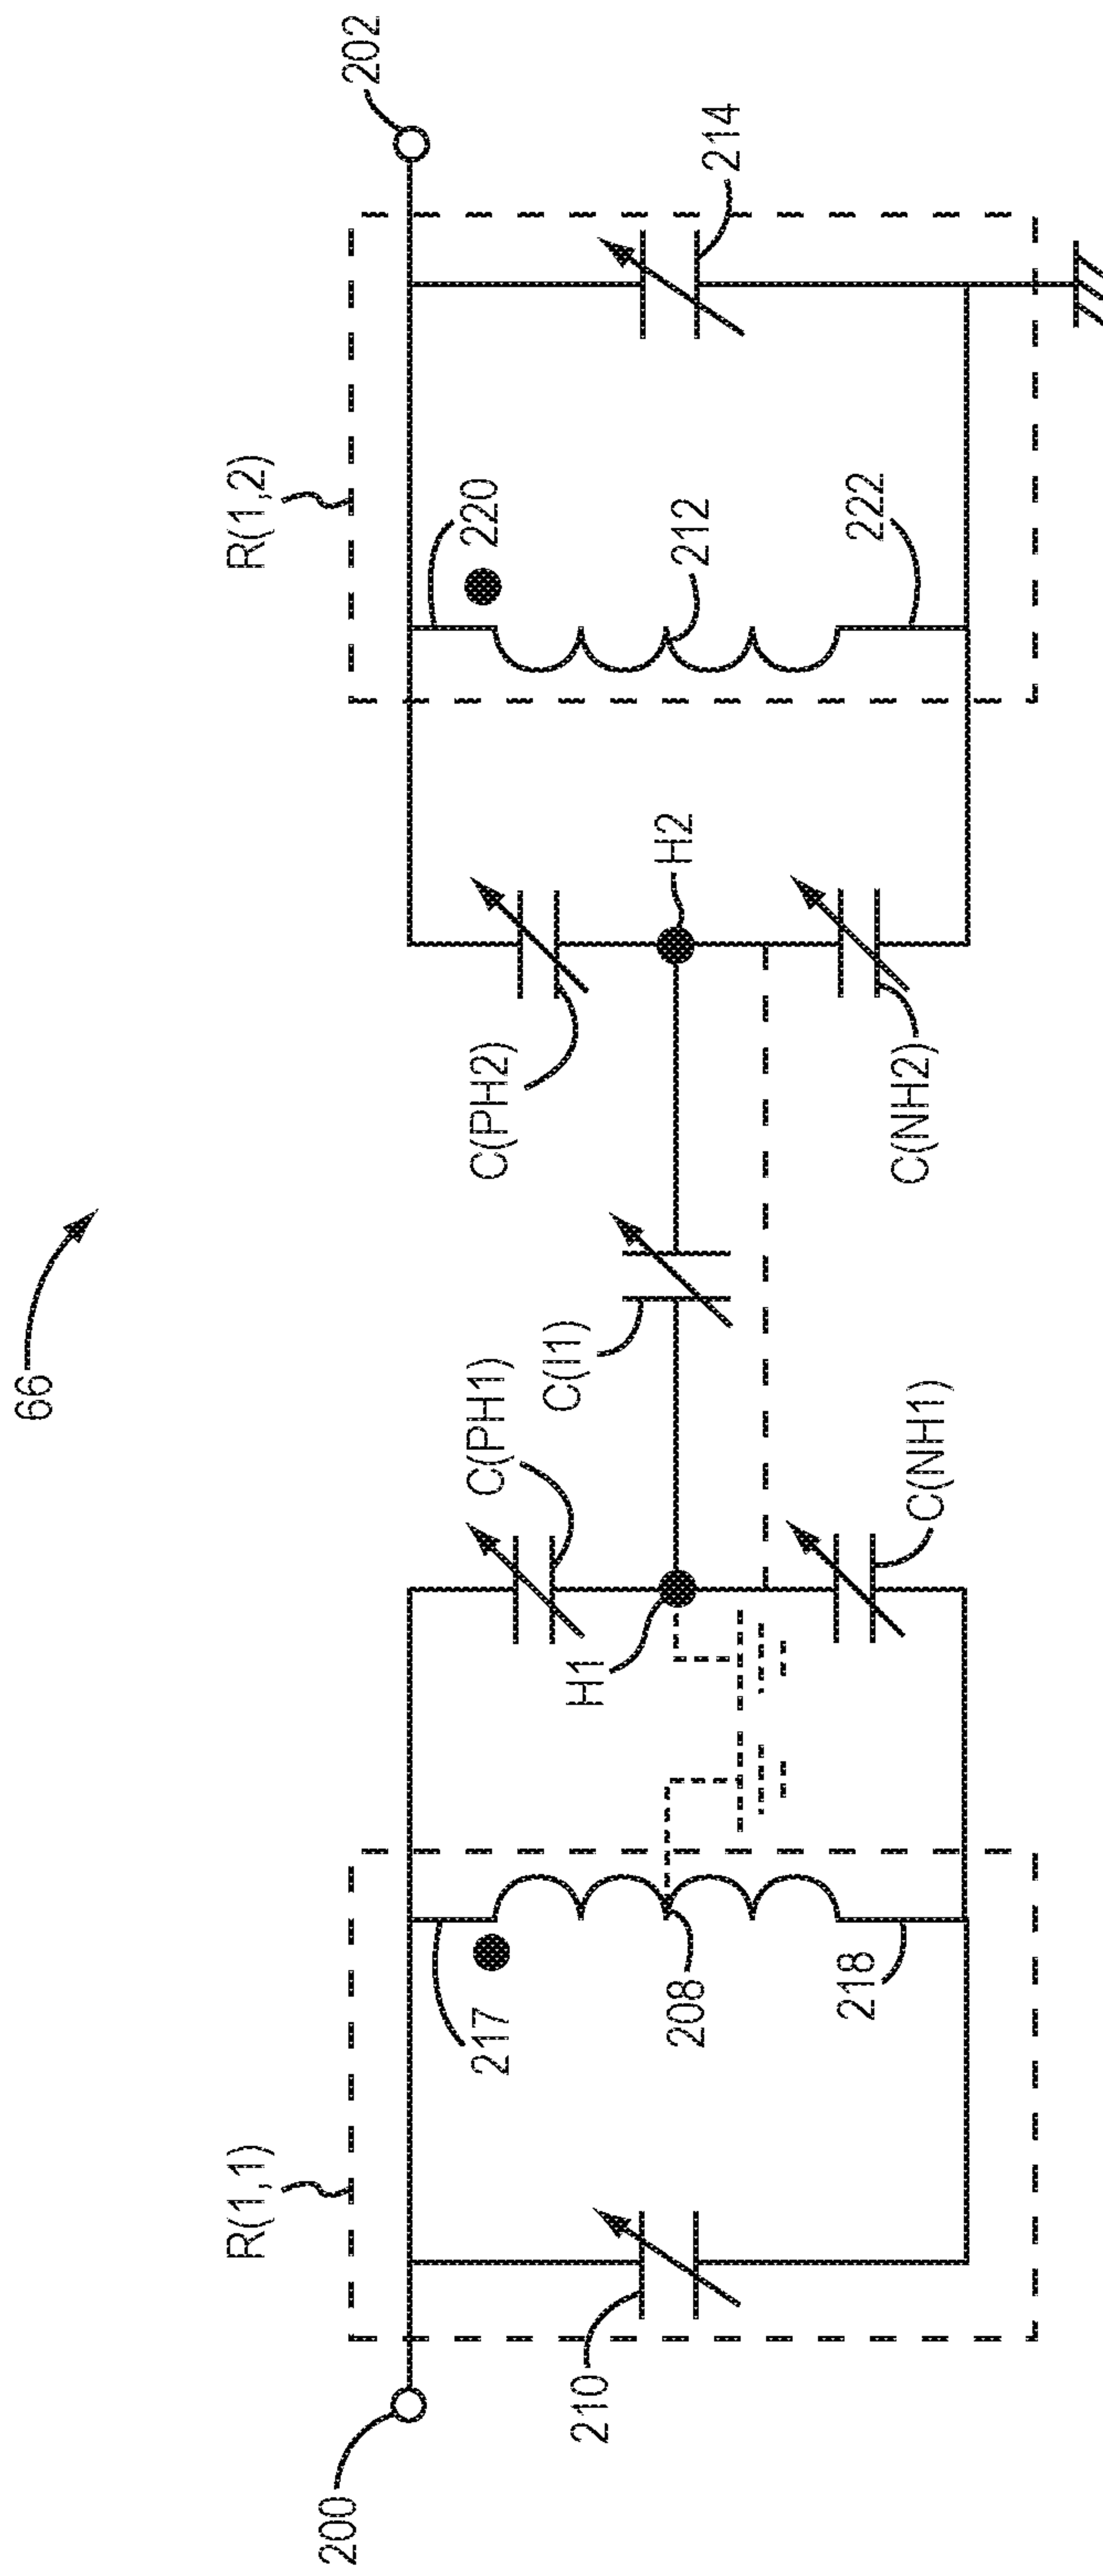 66
R(1,1)
R(1,2)
200
202
210
217
208
218
H1
C(PH1)
C(NH1)
C(I1)
C(PH2)
H2
C(NH2)
220
212
222
214